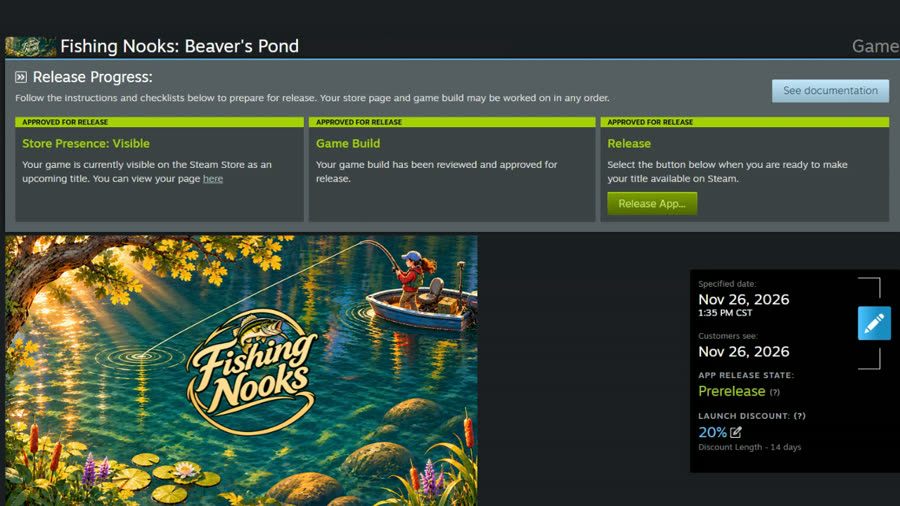 Fishing Nooks: Beaver's Pond
Game
Release Progress:
Follow the instructions and checklists below to prepare for release. Your store page and game build may be worked on in any order.
See documentation
APPROVED FOR RELEASE
Store Presence: Visible
Your game is currently visible on the Steam Store as an
upcoming title. You can view your page here
APPROVED FOR RELEASE
Game Build
Your game build has been reviewed and approved for
release.
APPROVED FOR RELEASE
Release
Select the button below when you are ready to make
your title available on Steam.
Release App...
Fishing
Nooks
Specified date:
Nov 26, 2026
1:35 PM CST
Customers see:
Nov 26, 2026
APP RELEASE STATE:
Prerelease (?)
LAUNCH DISCOUNT: (?)
20%
Discount Length - 14 days